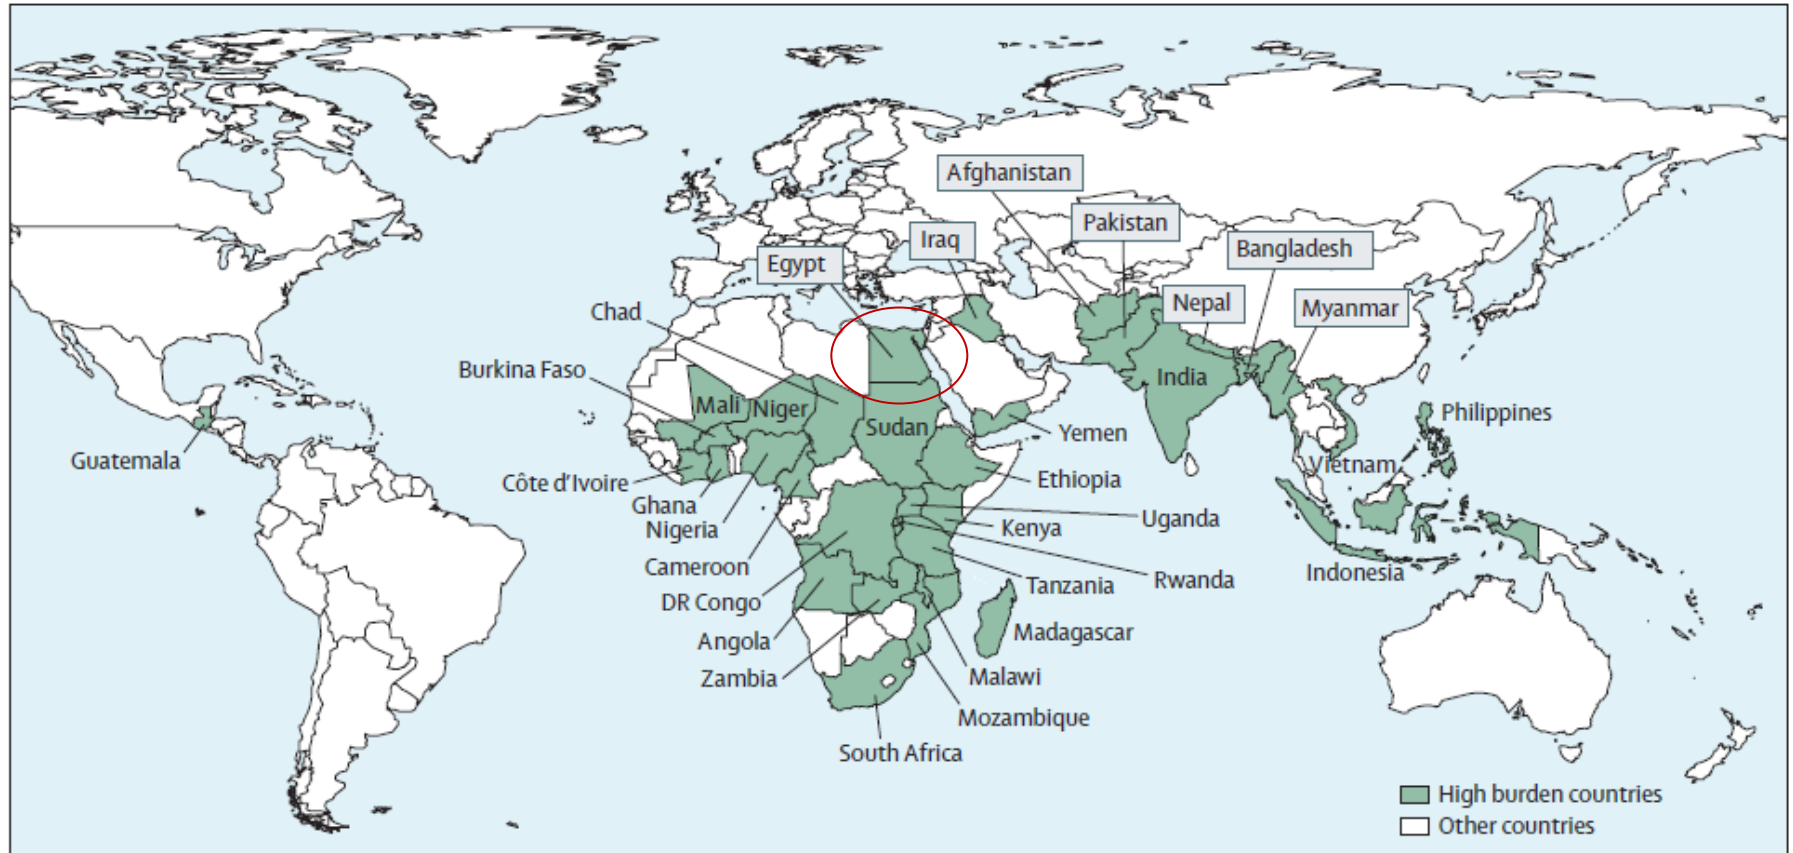 Afghanistan
Pakistan
Iraq
Bangladesh
Egypt
Nepal
Myanmar
Chad
Burkina Faso
India
Mali
Niger
Philippines
Sudan
Yemen
Guatemala
Vietnam
Côte d’Ivoire
Ethiopia
Ghana
Uganda
Nigeria
Kenya
Cameroon
Indonesia
Rwanda
Tanzania
DR Congo
Madagascar
Angola
Zambia
Malawi
Mozambique
South Africa
High burden countries
Other countries